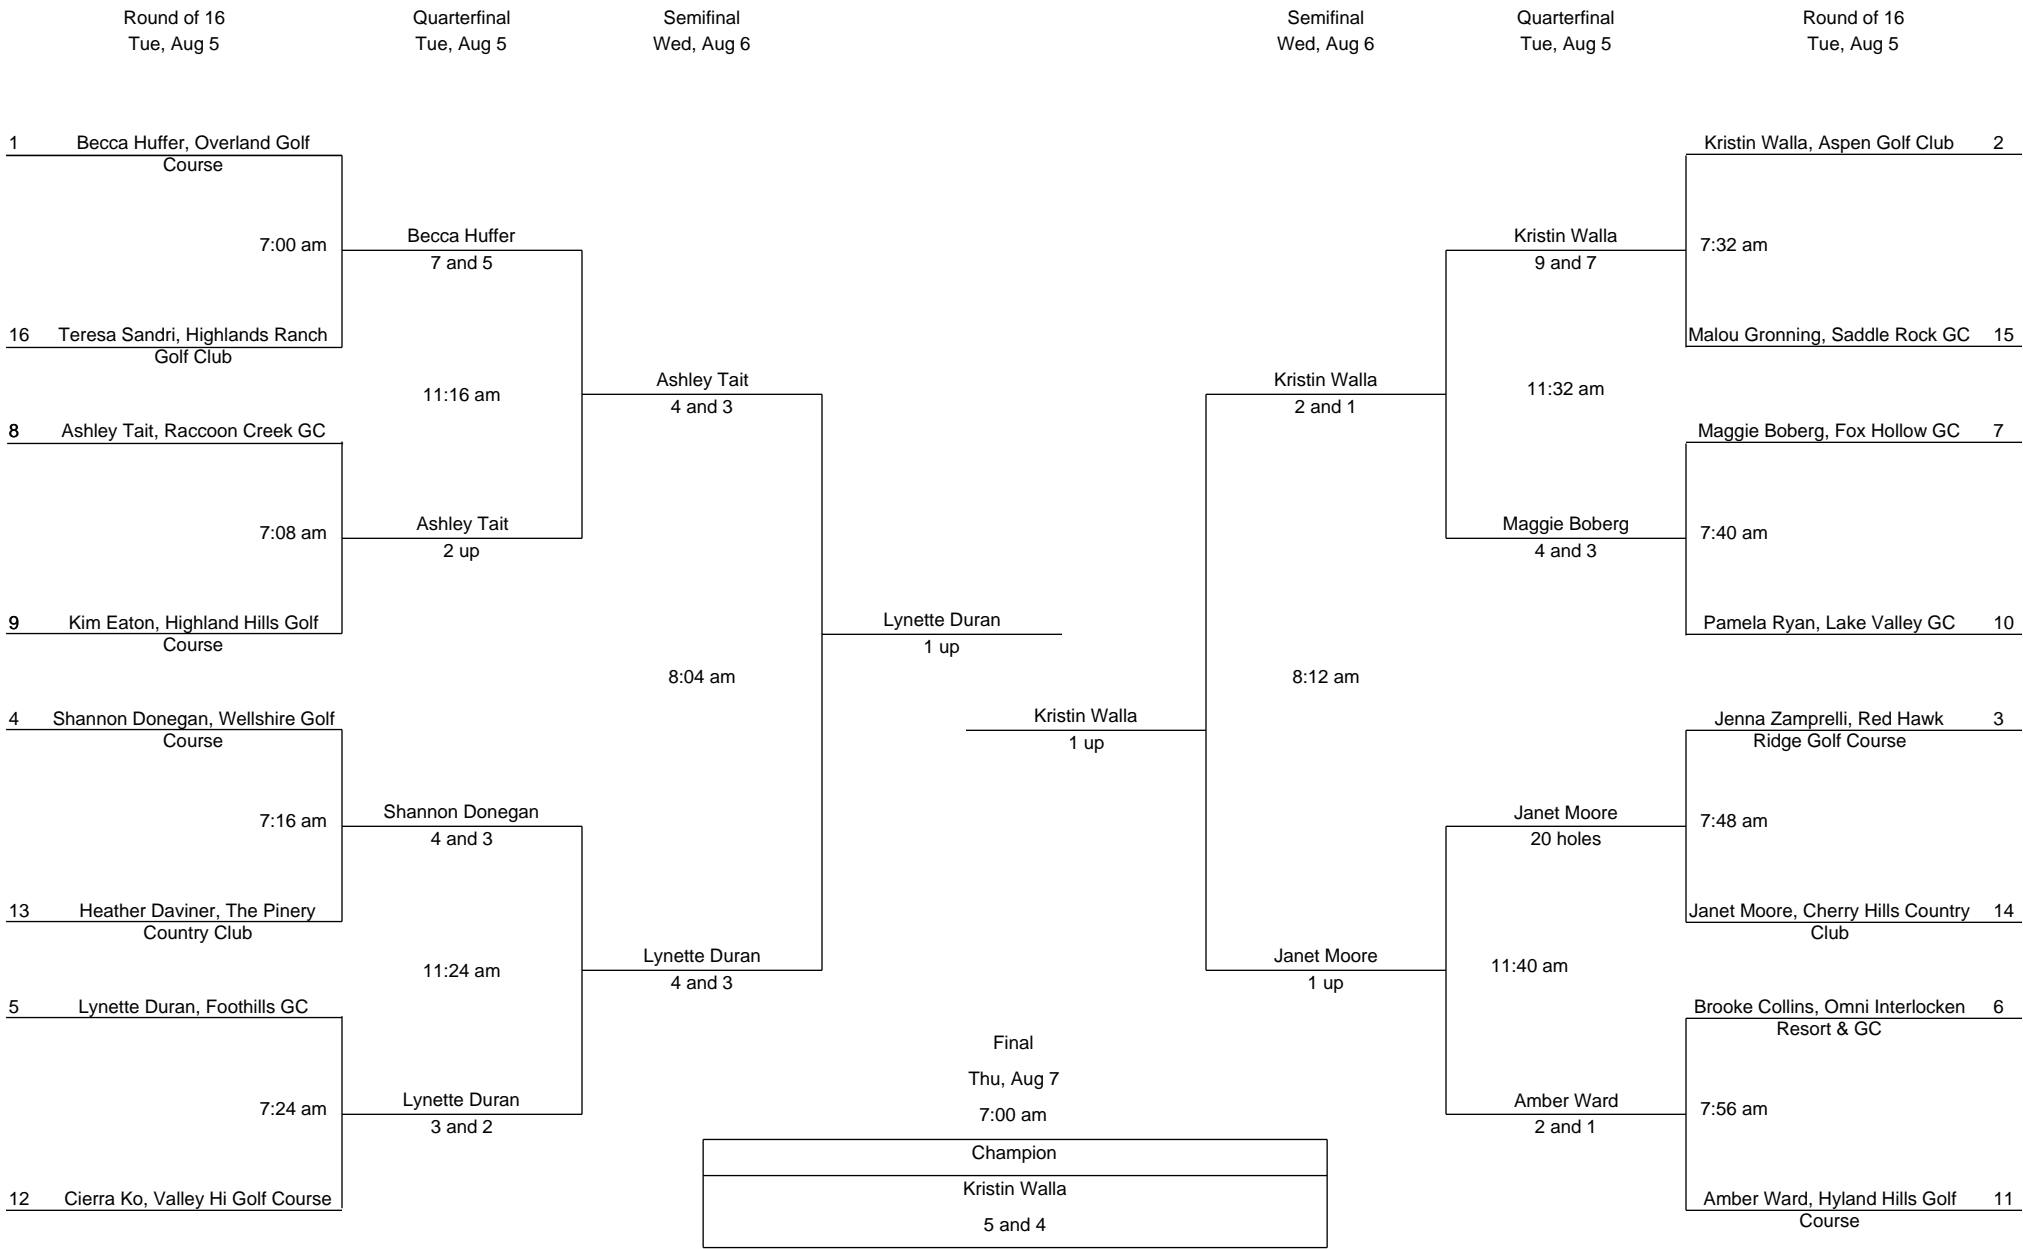 Round of 16
Tue, Aug 5
Quarterfinal
Tue, Aug 5
Semifinal
Wed, Aug 6
Semifinal
Wed, Aug 6
Quarterfinal
Tue, Aug 5
Round of 16
Tue, Aug 5
1 Becca Huffer, Overland Golf
Course
7:00 am
16 Teresa Sandri, Highlands Ranch
Golf Club
8 Ashley Tait, Raccoon Creek GC
7:08 am
9 Kim Eaton, Highland Hills Golf
Course
4 Shannon Donegan, Wellshire Golf
Course
7:16 am
13 Heather Daviner, The Pinery
Country Club
5 Lynette Duran, Foothills GC
7:24 am
12 Cierra Ko, Valley Hi Golf Course
Becca Huffer
7 and 5
11:16 am
Ashley Tait
2 up
Shannon Donegan
4 and 3
11:24 am
Lynette Duran
3 and 2
Ashley Tait
4 and 3
8:04 am
Lynette Duran
4 and 3
Lynette Duran
1 up
Kristin Walla
1 up
Kristin Walla
2 and 1
8:12 am
Janet Moore
1 up
Kristin Walla
9 and 7
11:32 am
Maggie Boberg
4 and 3
Janet Moore
20 holes
11:40 am
Amber Ward
2 and 1
Kristin Walla, Aspen Golf Club 2
7:32 am
Malou Gronning, Saddle Rock GC 15
Maggie Boberg, Fox Hollow GC 7
7:40 am
Pamela Ryan, Lake Valley GC 10
Jenna Zamprelli, Red Hawk 3
Ridge Golf Course
7:48 am
Janet Moore, Cherry Hills Country 14
Club
Brooke Collins, Omni Interlocken 6
Resort & GC
7:56 am
Amber Ward, Hyland Hills Golf 11
Course
Final
Thu, Aug 7
7:00 am
Champion
Kristin Walla
5 and 4